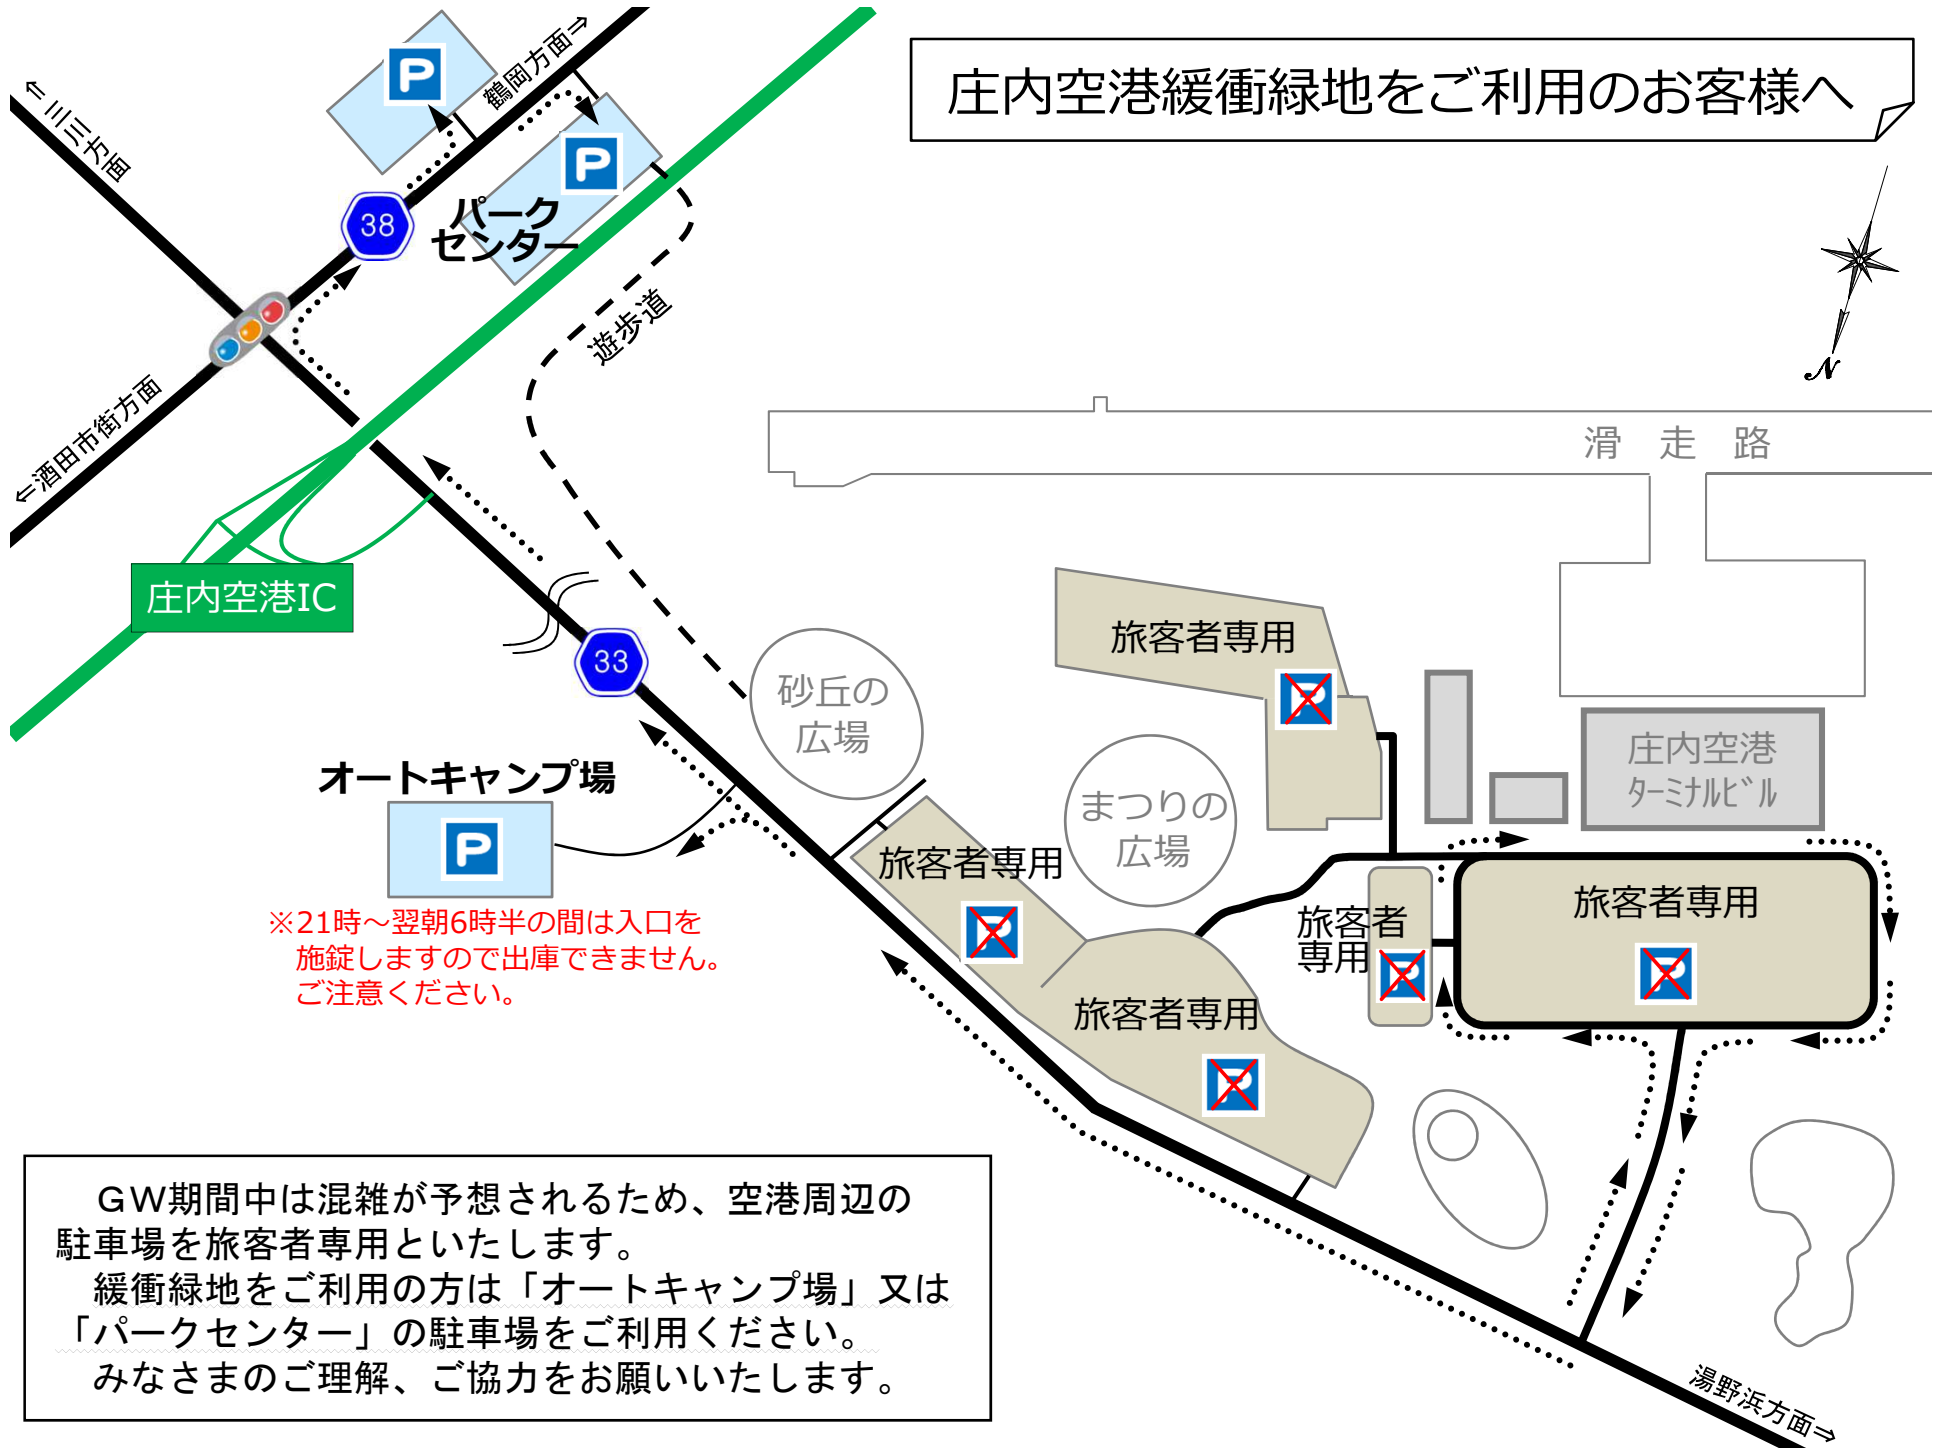 庄内空港緩衝緑地をご利用のお客様へ
⇐三川方面
鶴岡方面⇒
P
P
38
パーク
センター
遊歩道
⇐酒田市街方面
N
滑走路
庄内空港IC
33
砂丘の
広場
旅客者専用
P
庄内空港
ﾀｰﾐﾅﾙﾋﾞﾙ
オートキャンプ場
P
まつりの
広場
旅客者専用
P
旅客者
専用
P
旅客者専用
P
※21時～翌朝6時半の間は入口を
施錠しますので出庫できません。
ご注意ください。
旅客者専用
P
GW期間中は混雑が予想されるため、空港周辺の
駐車場を旅客者専用といたします。
緩衝緑地をご利用の方は「オートキャンプ場」又は
「パークセンター」の駐車場をご利用ください。
みなさまのご理解、ご協力をお願いいたします。
湯野浜方面⇒